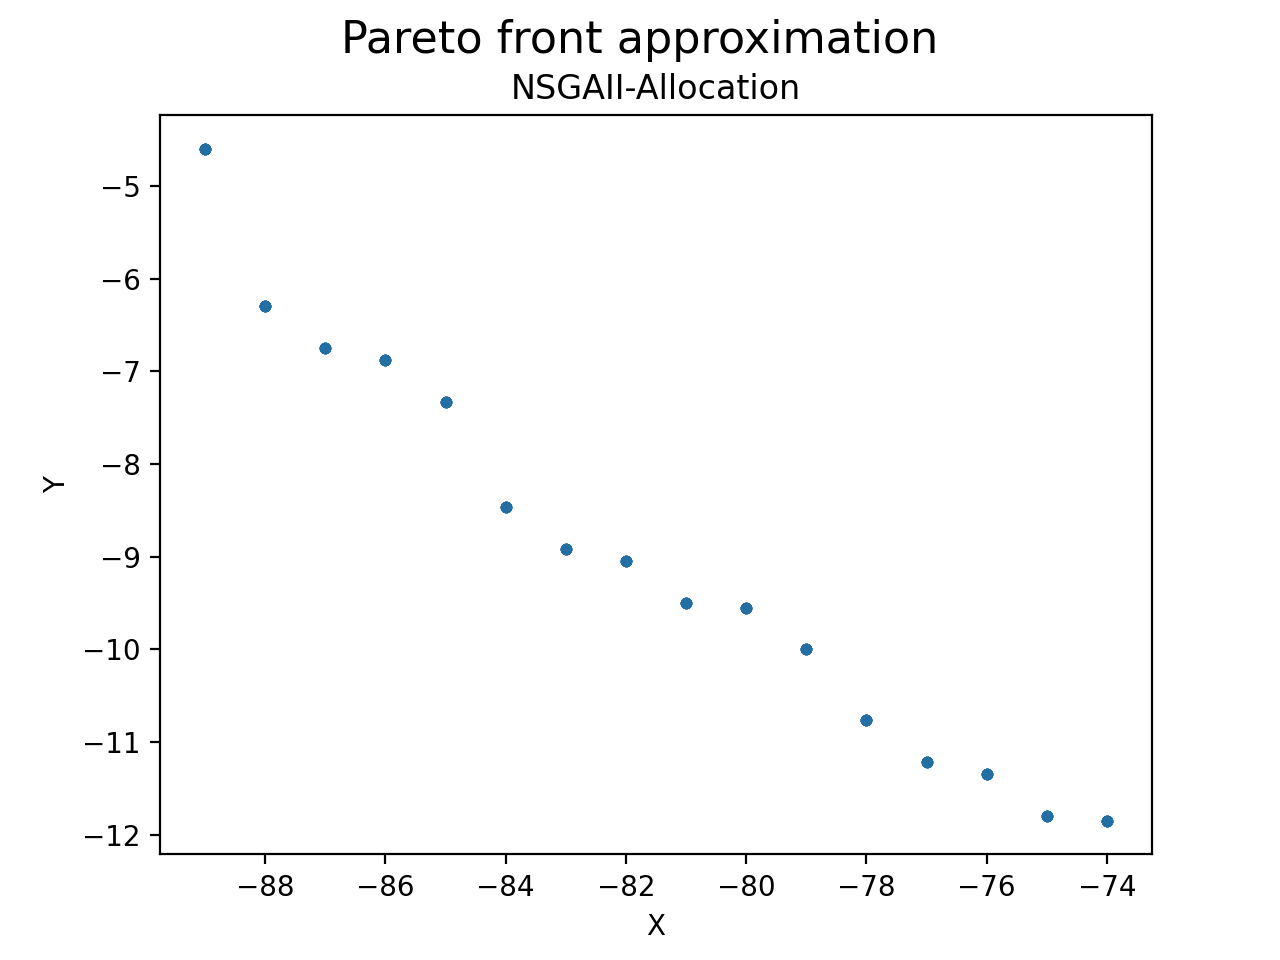 Pareto front approximation
NSGAII-Allocation
−5
−6
−7
−8
−9
−10
−11
−12
Y
−88 −86 −84 −82 −80 −78 −76 −74
X